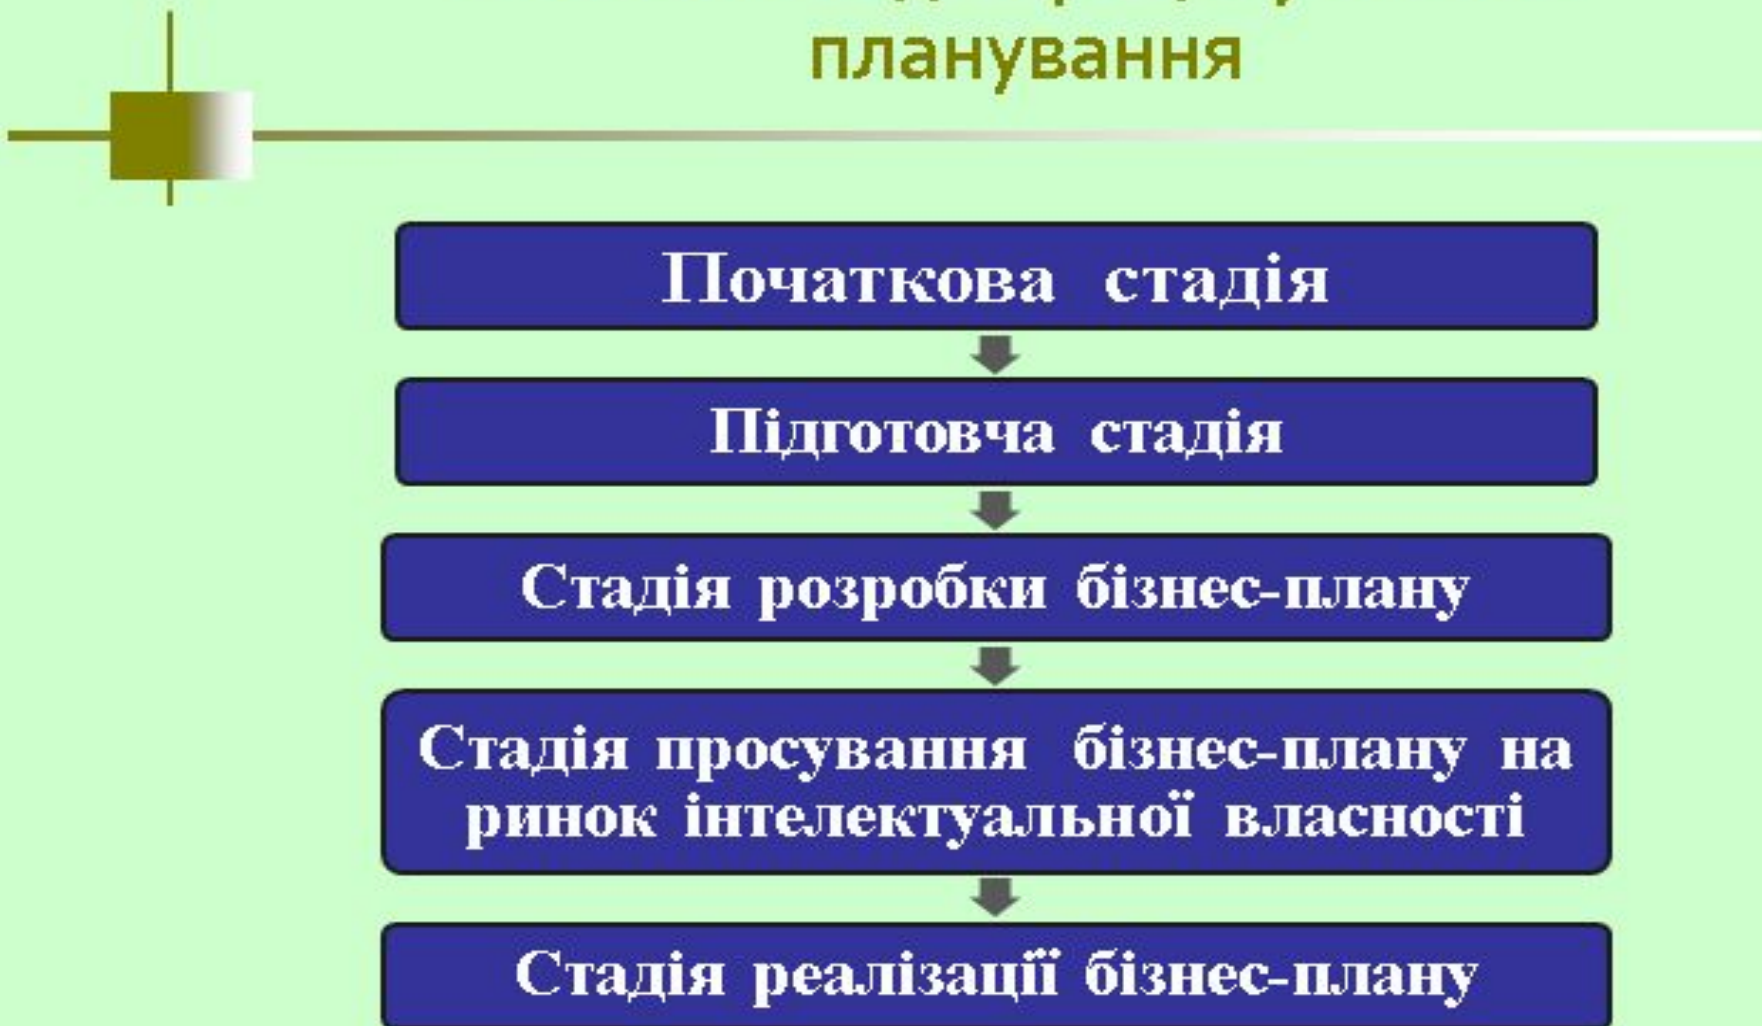 планування
Початкова стадія
Підготовча стадія
Стадія розробки бізнес-плану
Стадія просування бізнес-плану на
ринок інтелектуальної власності
Стадія реалізації бізнес-плану